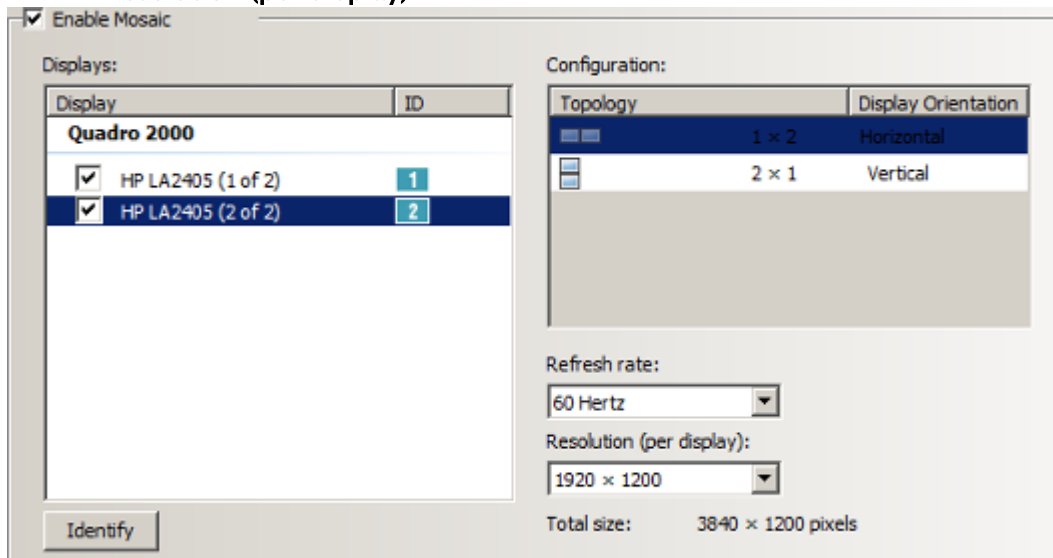 Enable Mosaic
Displays:
Display ID
Quadro 2000
HP LA2405 (1 of 2) 1
HP LA2405 (2 of 2) 2
Identify
Configuration:
Topology Display Orientation
1 × 2 Horizontal
2 × 1 Vertical
Refresh rate:
60 Hertz
Resolution (per display):
1920 × 1200
Total size: 3840 × 1200 pixels